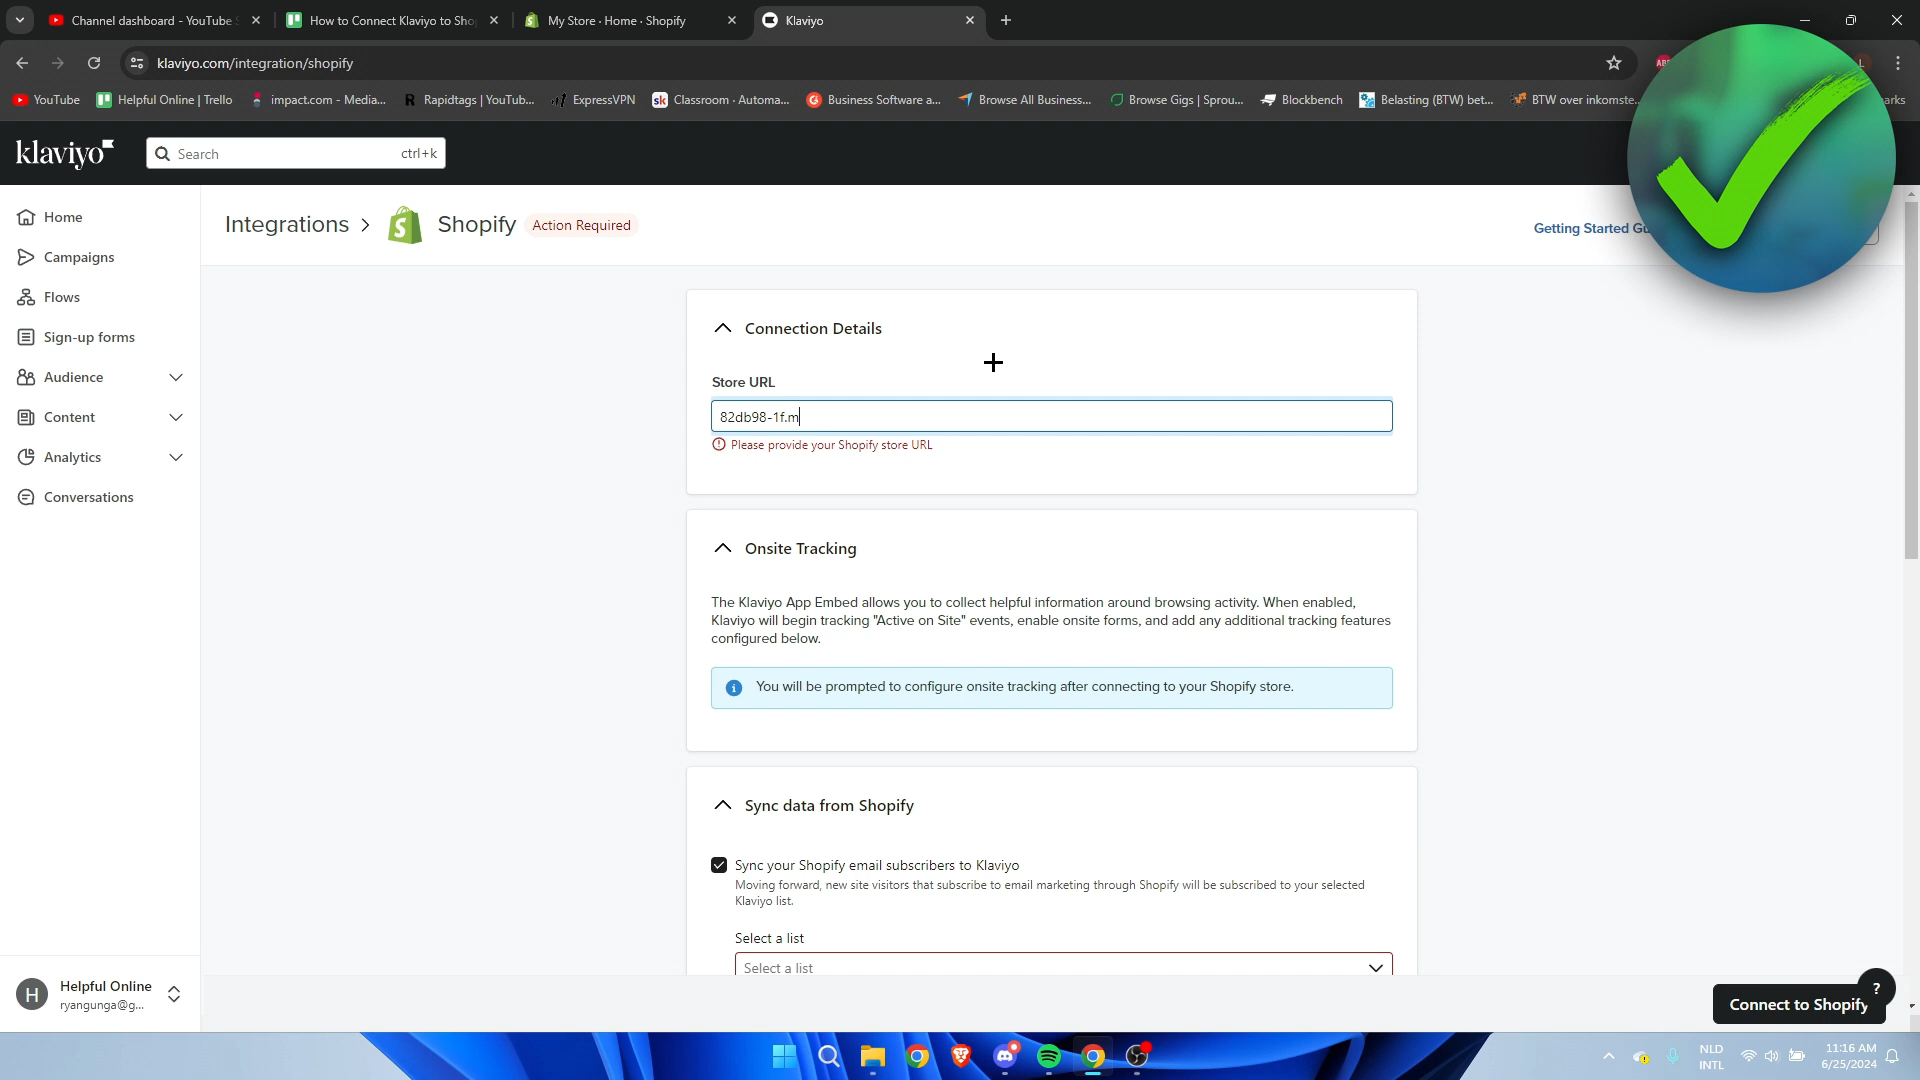 Channel dashboard - YouTube S
How to Connect Klaviyo to Sho
My Store · Home · Shopify
Klaviyo
klaviyo.com/integration/shopify
YouTube
Helpful Online | Trello
impact.com - Media...
Rapidtags | YouTub...
ExpressVPN
Classroom · Automa...
Business Software a...
Browse All Business...
Browse Gigs | Sprou...
Blockbench
Belasting (BTW) bet...
BTW over inkomste...
arks
klaviyo
Search
ctrl+k
Home
Campaigns
Flows
Sign-up forms
Audience
Content
Analytics
Conversations
Integrations > Shopify Action Required
Getting Started Gu
Connection Details
Store URL
82db98-1f.m
Please provide your Shopify store URL
Onsite Tracking
The Klaviyo App Embed allows you to collect helpful information around browsing activity. When enabled,
Klaviyo will begin tracking "Active on Site" events, enable onsite forms, and add any additional tracking features
configured below.
You will be prompted to configure onsite tracking after connecting to your Shopify store.
Sync data from Shopify
Sync your Shopify email subscribers to Klaviyo
Moving forward, new site visitors that subscribe to email marketing through Shopify will be subscribed to your selected
Klaviyo list.
Select a list
Select a list
H
Helpful Online
ryangunga@g...
?
Connect to Shopify
NLD
INTL
11:16 AM
6/25/2024